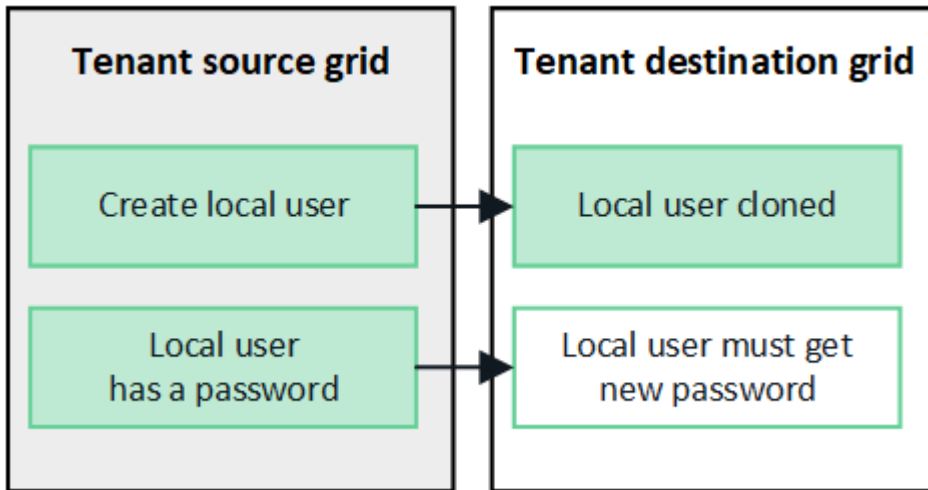 Tenant source grid
Tenant destination grid
Create local user
Local user cloned
Local user
has a password
Local user must get
new password